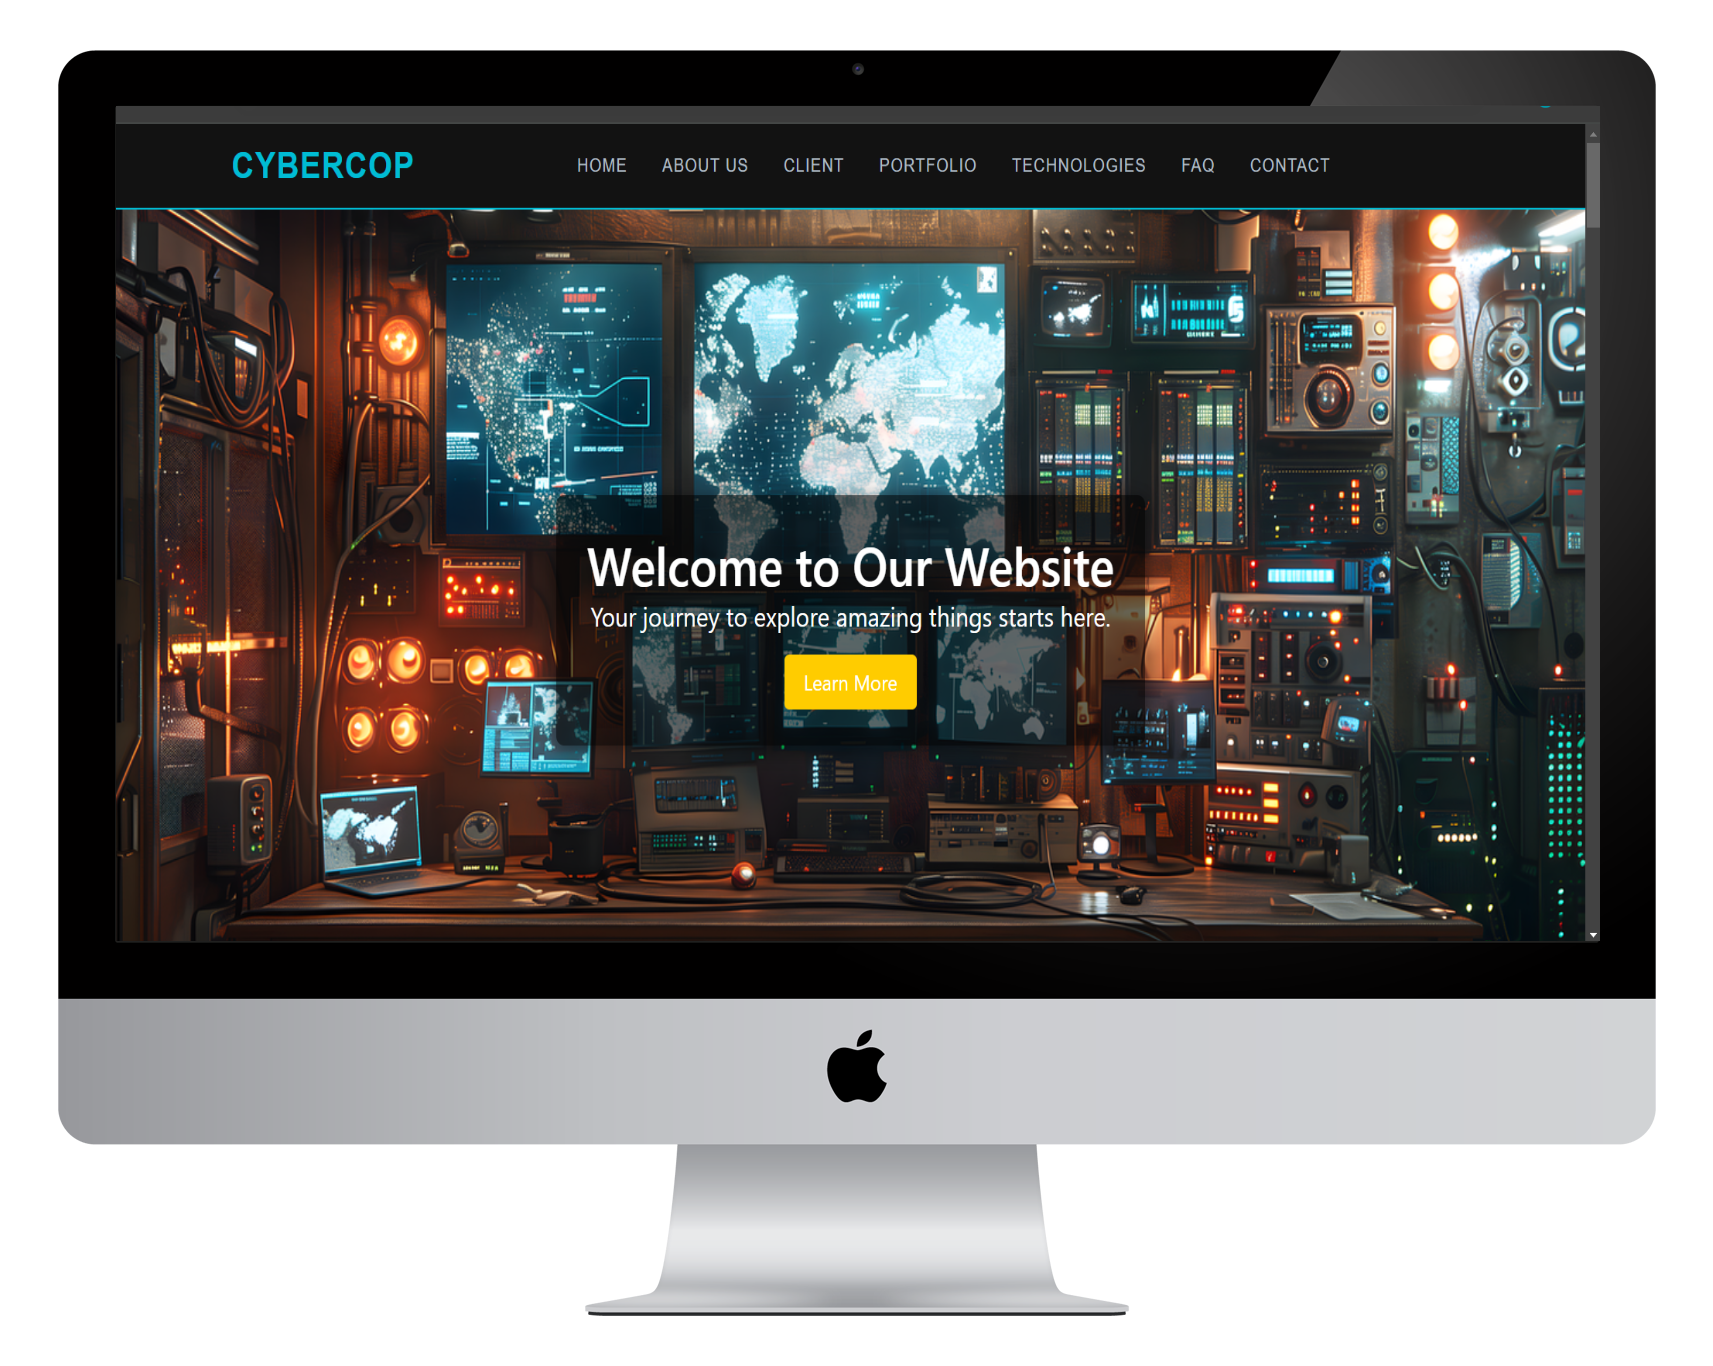 CYBERCOP
HOME ABOUT US CLIENT PORTFOLIO TECHNOLOGIES FAQ CONTACT
Welcome to Our Website
Your journey to explore amazing things starts here.
Learn More